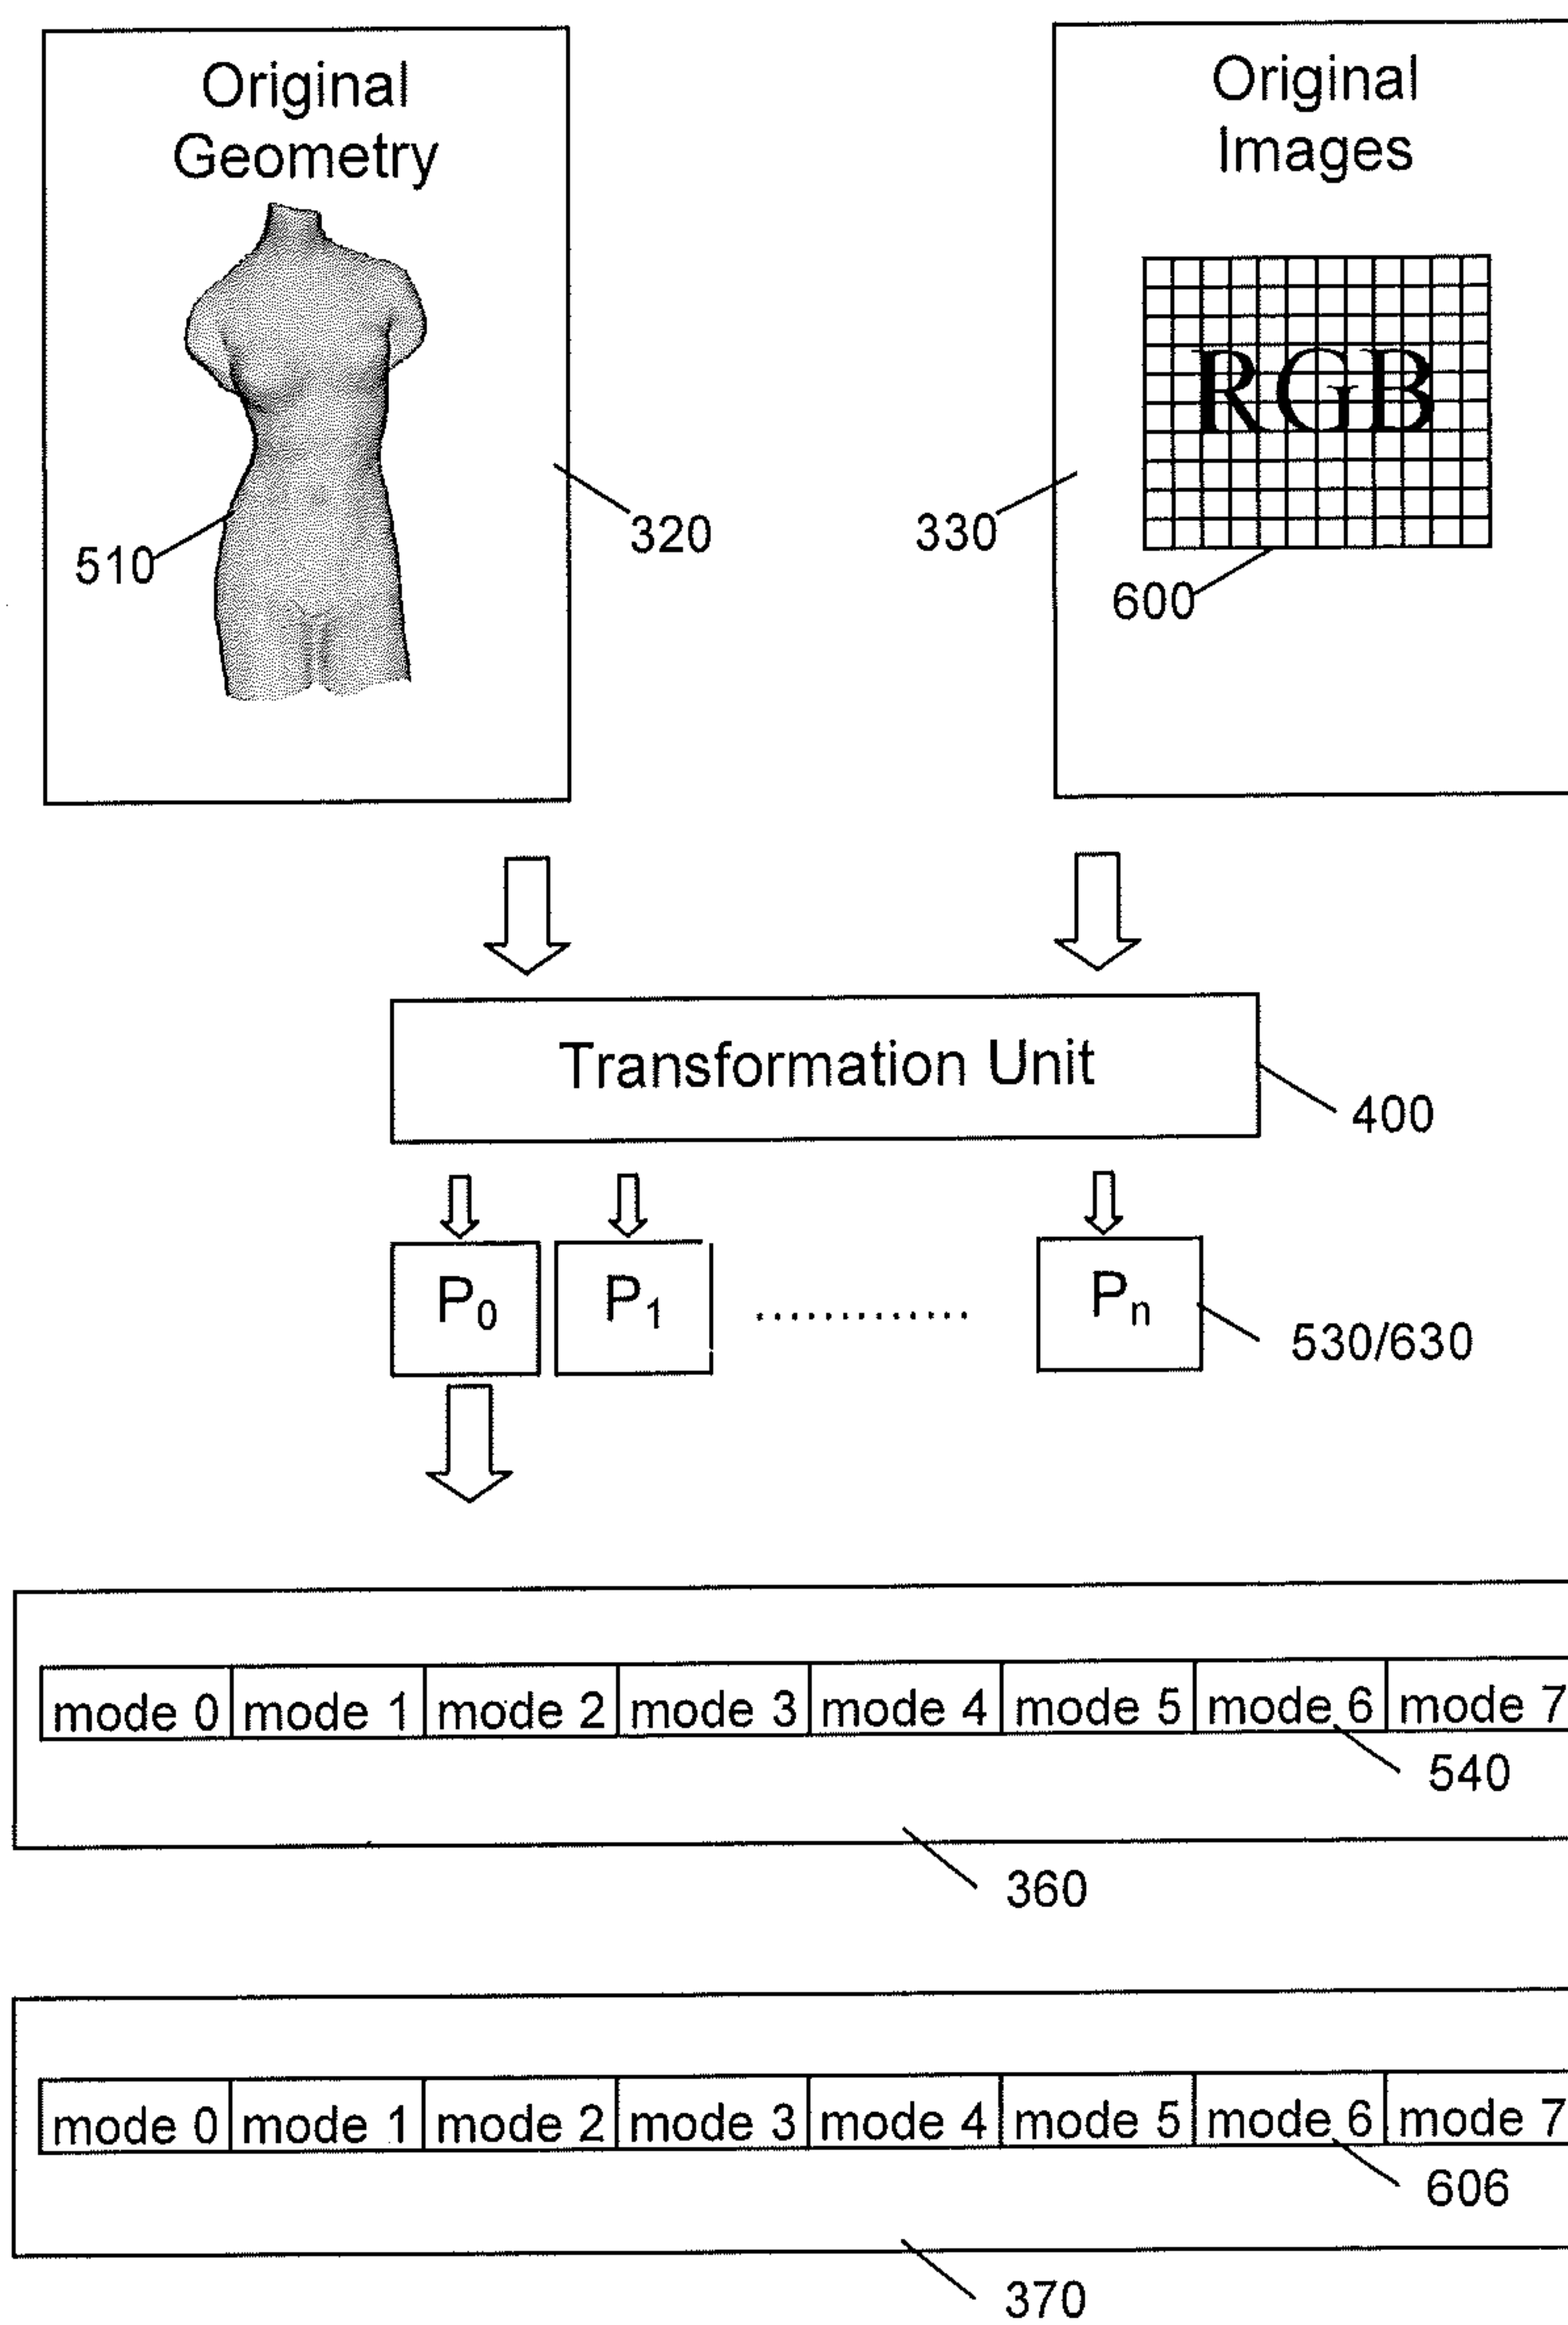 Original
Geometry
510
320
Original
Images
RGB
330
600
Transformation Unit
400
P0
P1
.............
Pn
530/630
mode 0 mode 1 mode 2 mode 3 mode 4 mode 5 mode 6 mode 7
540
360
mode 0 mode 1 mode 2 mode 3 mode 4 mode 5 mode 6 mode 7
606
370